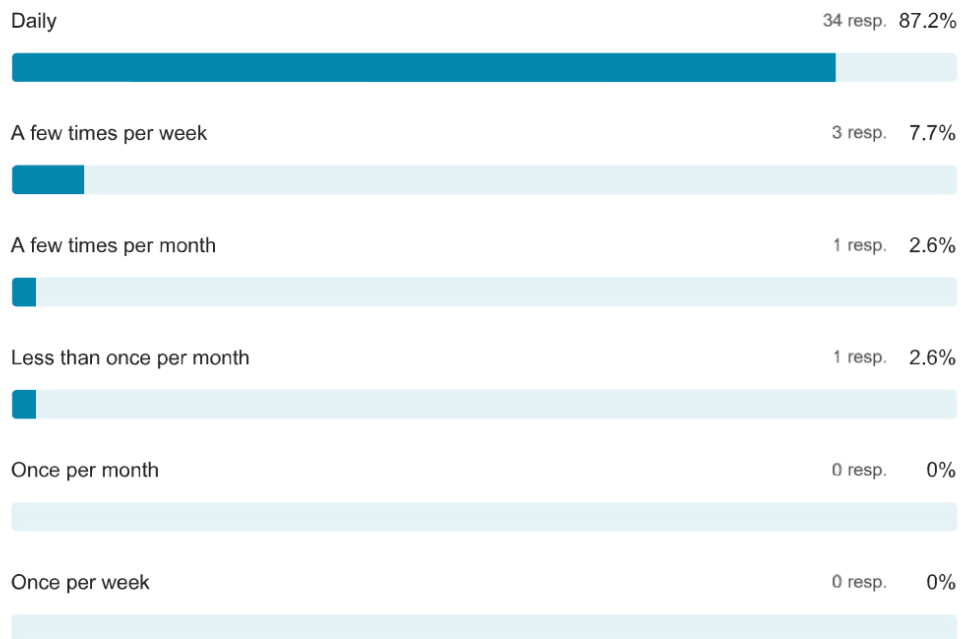 Daily 34 resp. 87.2%
A few times per week 3 resp. 7.7%
A few times per month 1 resp. 2.6%
Less than once per month 1 resp. 2.6%
Once per month 0 resp. 0%
Once per week 0 resp. 0%